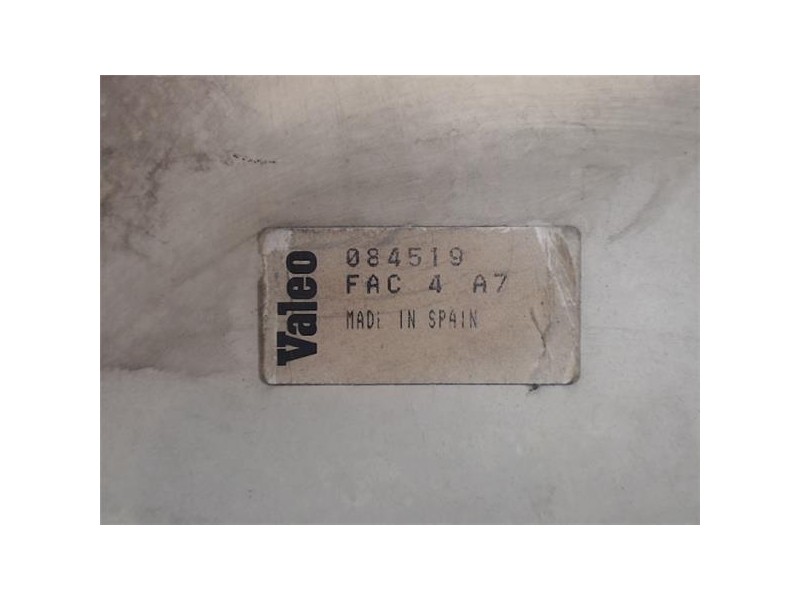 Valeo
084519
FAC 4 A7
MADE IN SPAIN